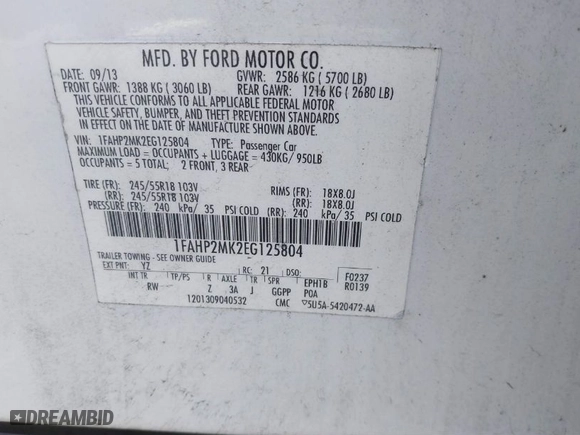 MFD. BY FORD MOTOR CO.
DATE: 09/13 GVWR: 2586 KG ( 5700 LB)
FRONT GAWR: 1388 KG ( 3060 LB) REAR GAWR: 1216 KG ( 2680 LB)
THIS VEHICLE CONFORMS TO ALL APPLICABLE FEDERAL MOTOR
VEHICLE SAFETY, BUMPER, AND THEFT PREVENTION STANDARDS
IN EFFECT ON THE DATE OF MANUFACTURE SHOWN ABOVE.
VIN: 1FAHP2MK2EG125804 TYPE: Passenger Car
MAXIMUM LOAD = OCCUPANTS + LUGGAGE = 430KG/ 950LB
OCCUPANTS = 5 TOTAL: 2 FRONT, 3 REAR
TIRE (FR): 245/55R18 103V RIMS (FR): 18X8.0J
(RR): 245/55R18 103V (RR): 18X8.0J
PRESSURE (FR): 240 kPa/ 35 PSI COLD (RR): 240 kPa/ 35 PSI COLD
1FAHP2MK2EG125804
TRAILER TOWING - SEE OWNER GUIDE
EXT PNT: YZ RC: 21 DSO: F0237
INT TR TP/PS R AXLE TR SPR EPHTB R0139
RW Z 3A J GGPP POA
1201309040532 CMC ▽5U5A-5420472-AA
DREAMBID